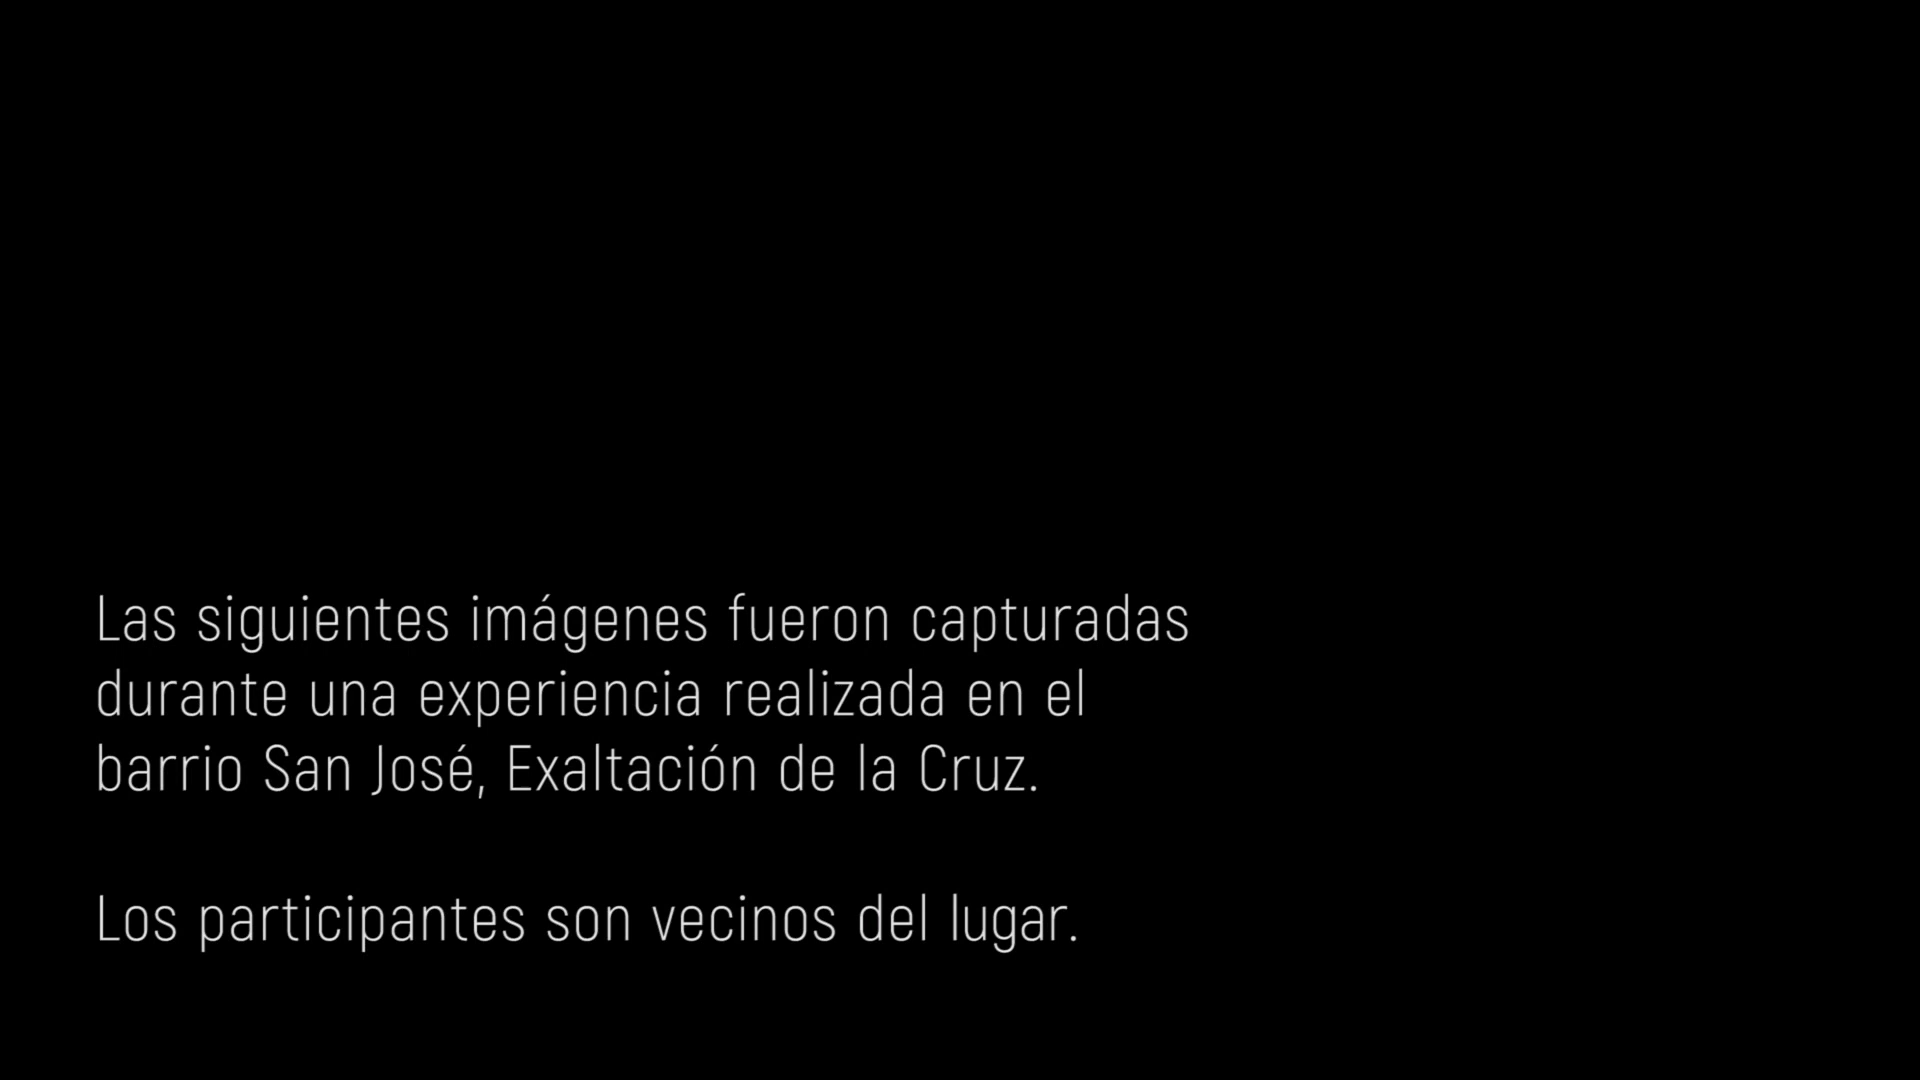 Las siguientes imágenes fueron capturadas
durante una experiencia realizada en el
barrio San José, Exaltación de la Cruz.
Los participantes son vecinos del lugar.